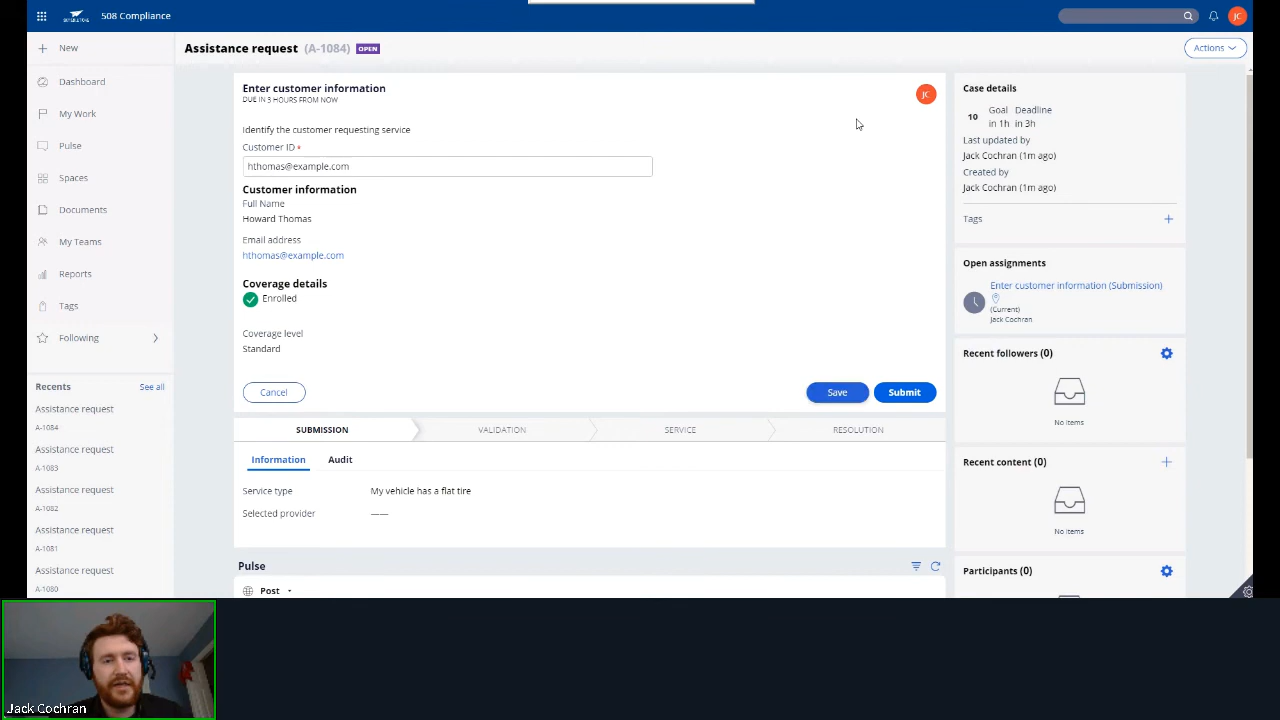 508 Compliance
JC
New
Dashboard
My Work
Pulse
Spaces
Documents
My Teams
Reports
Tags
Following
Recents
See all
Assistance request
A-1084
Assistance request
A-1083
Assistance request
A-1082
Assistance request
A-1081
Assistance request
A-1080
Assistance request (A-1084) OPEN
Actions
Enter customer information
DUE IN 3 HOURS FROM NOW
JC
Identify the customer requesting service
Customer ID *
hthomas@example.com
Customer information
Full Name
Howard Thomas
Email address
hthomas@example.com
Coverage details
Enrolled
Coverage level
Standard
Cancel
Save
Submit
SUBMISSION
VALIDATION
SERVICE
RESOLUTION
Information
Audit
Service type
My vehicle has a flat tire
Selected provider
——
Pulse
Post
Case details
10
Goal Deadline
in 1h in 3h
Last updated by
Jack Cochran (1m ago)
Created by
Jack Cochran (1m ago)
Tags
Open assignments
Enter customer information (Submission)
(Current)
Jack Cochran
Recent followers (0)
No items
Recent content (0)
No items
Participants (0)
Jack Cochran